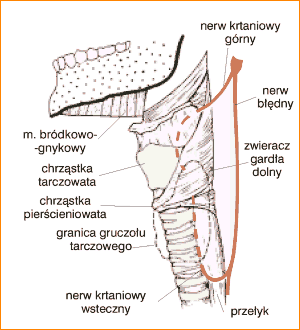 nerw krtaniowy
górny
nerw
błędny
m. bródkowo-
-gnykowy
zwieracz
gardła
dolny
chrząstka
tarczowata
chrząstka
pierścieniowata
granica gruczołu
tarczowego
nerw krtaniowy
wsteczny
przełyk